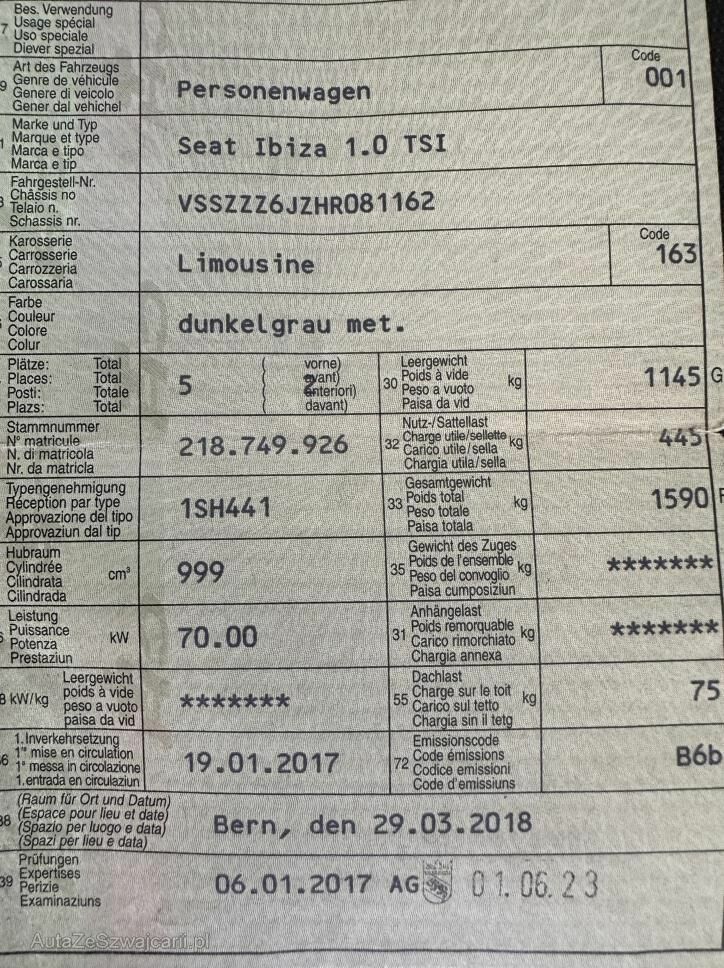 Bes. Verwendung
7 Usage spécial
Uso speciale
Diever spezial
Art des Fahrzeugs
9 Genre de véhicule
Genere di veicolo
Gener dal vehichel
Personenwagen
Code
001
Marke und Typ
Marque et type
Marca e tipo
Marca e tip
Seat Ibiza 1.0 TSI
Fahrgestell-Nr.
Châssis no
Telaio n.
Schassis nr.
VSSZZZ6JZHR081162
Karosserie
Carrosserie
Carrozzeria
Carossaria
Limousine
Code
163
Farbe
Couleur
Colore
Colur
dunkelgrau met.
Plätze: Total
Places: Total
Posti: Totale
Plazs: Total
5
( vorne)
( avant)
( anteriori)
( davant)
30
Leergewicht
Poids à vide
Peso a vuoto
Paisa da vid
kg
1145
G
Stammnummer
N° matricule
N. di matricola
Nr. da matricla
218.749.926
32
Nutz-/Sattellast
Charge utile/sellette
Carico utile/sella
Chargia utila/sella
kg
445
Typengenehmigung
Réception par type
Approvazione del tipo
Approvaziun dal tip
1SH441
33
Gesamtgewicht
Poids total
Peso totale
Paisa totala
kg
1590
Hubraum
Cylindrée
Cilindrata
Cilindrada
cm³
999
35
Gewicht des Zuges
Poids de l'ensemble
Peso del convoglio
Paisa cumposiziun
kg
*******
Leistung
Puissance
Potenza
Prestaziun
kW
70.00
31
Anhängelast
Poids remorquable
Carico rimorchiato
Chargia annexa
kg
*******
kW/kg
Leergewicht
poids à vide
peso a vuoto
paisa da vid
*******
55
Dachlast
Charge sur le toit
Carico sul tetto
Chargia sin il tetg
kg
75
1. Inverkehrsetzung
1re mise en circulation
1a messa in circolazione
1.entrada en circulaziun
19.01.2017
72
Emissionscode
Code émissions
Codice emissioni
Code d'emissiuns
B6b
38
(Raum für Ort und Datum)
(Espace pour lieu et date)
(Spazio per luogo e data)
(Spazi per lieu e data)
Bern, den 29.03.2018
39
Prüfungen
Expertises
Perizie
Examinaziuns
06.01.2017 AG
01.06.23
AutaZeSzwajcarii.pl